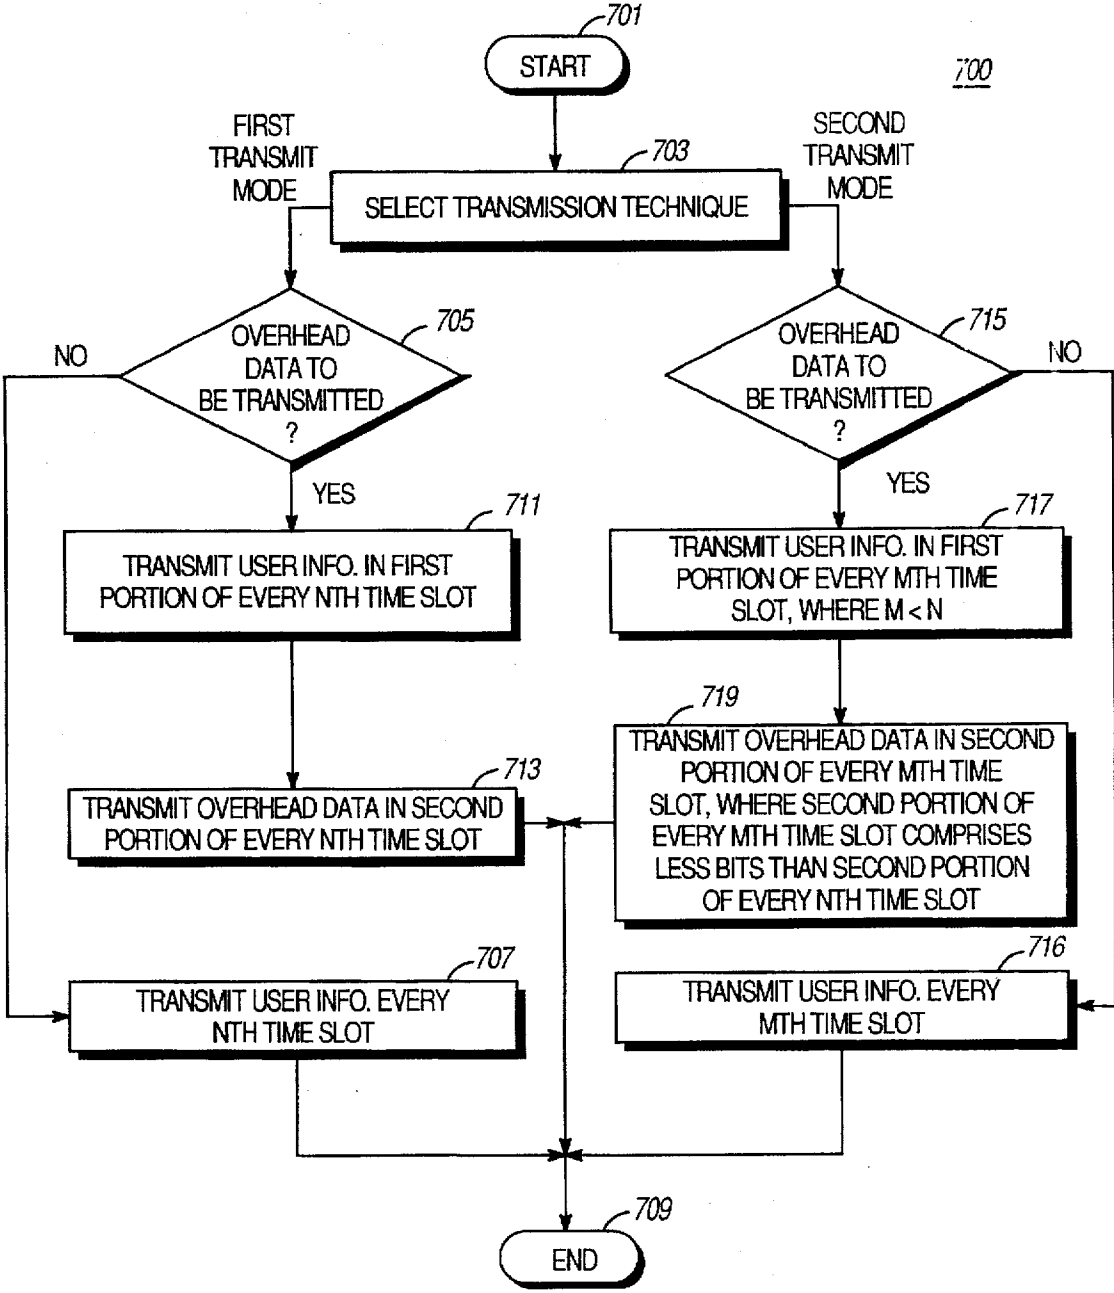 701
START
700
FIRST
TRANSMIT
MODE
SECOND
TRANSMIT
MODE
703
SELECT TRANSMISSION TECHNIQUE
705
OVERHEAD
DATA TO
BE TRANSMITTED
?
NO
YES
715
OVERHEAD
DATA TO
BE TRANSMITTED
?
NO
YES
711
TRANSMIT USER INFO. IN FIRST
PORTION OF EVERY NTH TIME SLOT
717
TRANSMIT USER INFO. IN FIRST
PORTION OF EVERY MTH TIME
SLOT, WHERE M < N
713
TRANSMIT OVERHEAD DATA IN SECOND
PORTION OF EVERY NTH TIME SLOT
719
TRANSMIT OVERHEAD DATA IN SECOND
PORTION OF EVERY MTH TIME
SLOT, WHERE SECOND PORTION OF
EVERY MTH TIME SLOT COMPRISES
LESS BITS THAN SECOND PORTION
OF EVERY NTH TIME SLOT
707
TRANSMIT USER INFO. EVERY
NTH TIME SLOT
716
TRANSMIT USER INFO. EVERY
MTH TIME SLOT
709
END